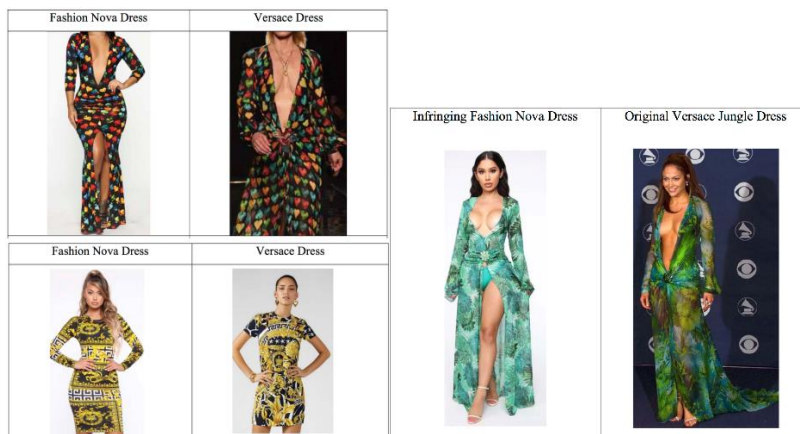 Fashion Nova Dress
Versace Dress
Infringing Fashion Nova Dress
Original Versace Jungle Dress
Fashion Nova Dress
Versace Dress